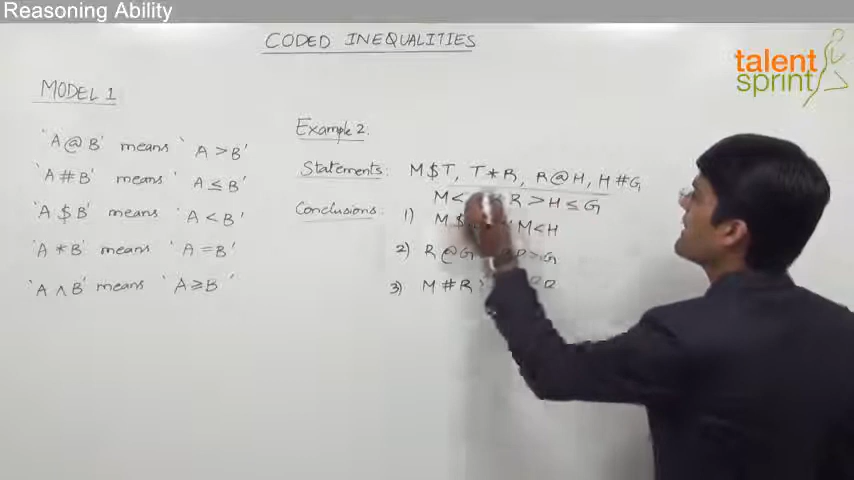 Reasoning Ability
CODED INEQUALITIES
talent
sprint
MODEL 1
'A@B' means 'A>B'
'A#B' means 'A≤B'
'A$B' means 'A<B'
'A*B' means 'A=B'
'A∧B' means 'A≥B'
Example 2:
Statements: M$T, T*R, R@H, H#G
M< R>H≤G
Conclusions: 1) M$ M<H
2) R@G >G
3) M#R